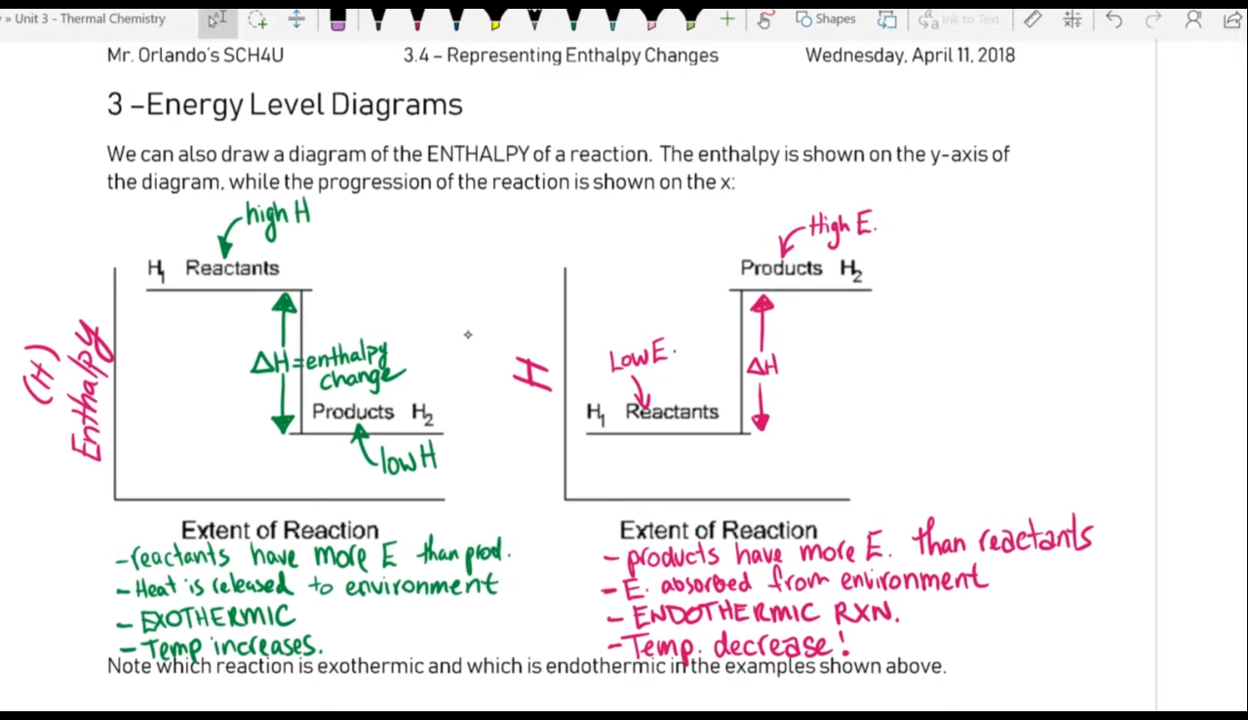 » Unit 3 - Thermal Chemistry
Shapes
Ink to Text
Mr. Orlando's SCH4U 3.4 – Representing Enthalpy Changes Wednesday, April 11, 2018
3 –Energy Level Diagrams
We can also draw a diagram of the ENTHALPY of a reaction. The enthalpy is shown on the y-axis of
the diagram, while the progression of the reaction is shown on the x:
high H
H₁ Reactants
(H)
Enthalpy
ΔH=enthalpy
change
Products H₂
low H
Extent of Reaction
-reactants have more E than prod.
- Heat is released to environment
- EXOTHERMIC
- Temp increases.
High E.
Products H₂
H
Low E.
ΔH
H₁ Reactants
Extent of Reaction
- products have more E. than reactants
- E. absorbed from environment
- ENDOTHERMIC RXN.
-Temp. decrease!
Note which reaction is exothermic and which is endothermic in the examples shown above.